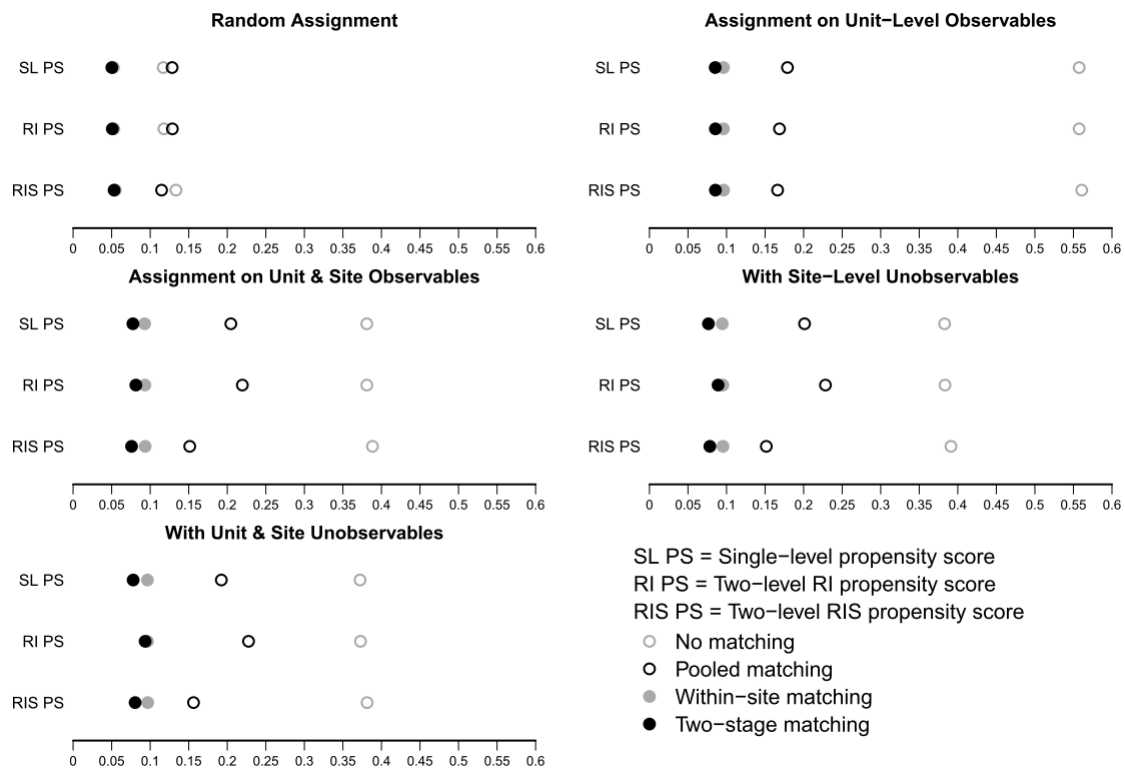 Random Assignment
SL PS
RI PS
RIS PS
0 0.05 0.1 0.15 0.2 0.25 0.3 0.35 0.4 0.45 0.5 0.55 0.6
Assignment on Unit−Level Observables
SL PS
RI PS
RIS PS
0 0.05 0.1 0.15 0.2 0.25 0.3 0.35 0.4 0.45 0.5 0.55 0.6
Assignment on Unit & Site Observables
SL PS
RI PS
RIS PS
0 0.05 0.1 0.15 0.2 0.25 0.3 0.35 0.4 0.45 0.5 0.55 0.6
With Site−Level Unobservables
SL PS
RI PS
RIS PS
0 0.05 0.1 0.15 0.2 0.25 0.3 0.35 0.4 0.45 0.5 0.55 0.6
With Unit & Site Unobservables
SL PS
RI PS
RIS PS
0 0.05 0.1 0.15 0.2 0.25 0.3 0.35 0.4 0.45 0.5 0.55 0.6
SL PS = Single−level propensity score
RI PS = Two−level RI propensity score
RIS PS = Two−level RIS propensity score
No matching
Pooled matching
Within−site matching
Two−stage matching